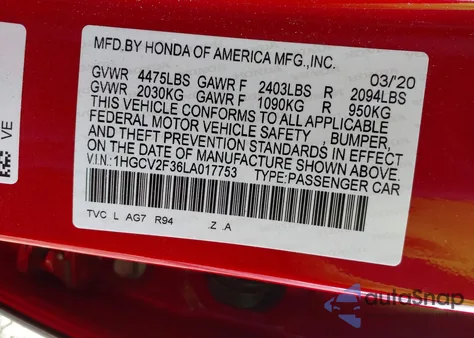 MFD.BY HONDA OF AMERICA MFG.,INC.
03/'20
GVWR 4475LBS GAWR F 2403LBS R 2094LBS
GVWR 2030KG GAWR F 1090KG R 950KG
THIS VEHICLE CONFORMS TO ALL APPLICABLE
FEDERAL MOTOR VEHICLE SAFETY , BUMPER,
AND THEFT PREVENTION STANDARDS IN EFFECT
ON THE DATE OF MANUFACTURE SHOWN ABOVE.
V.I.N:1HGCV2F36LA017753 TYPE:PASSENGER CAR
TVC L AG7 R94 .Z .A
VE
autoSnap